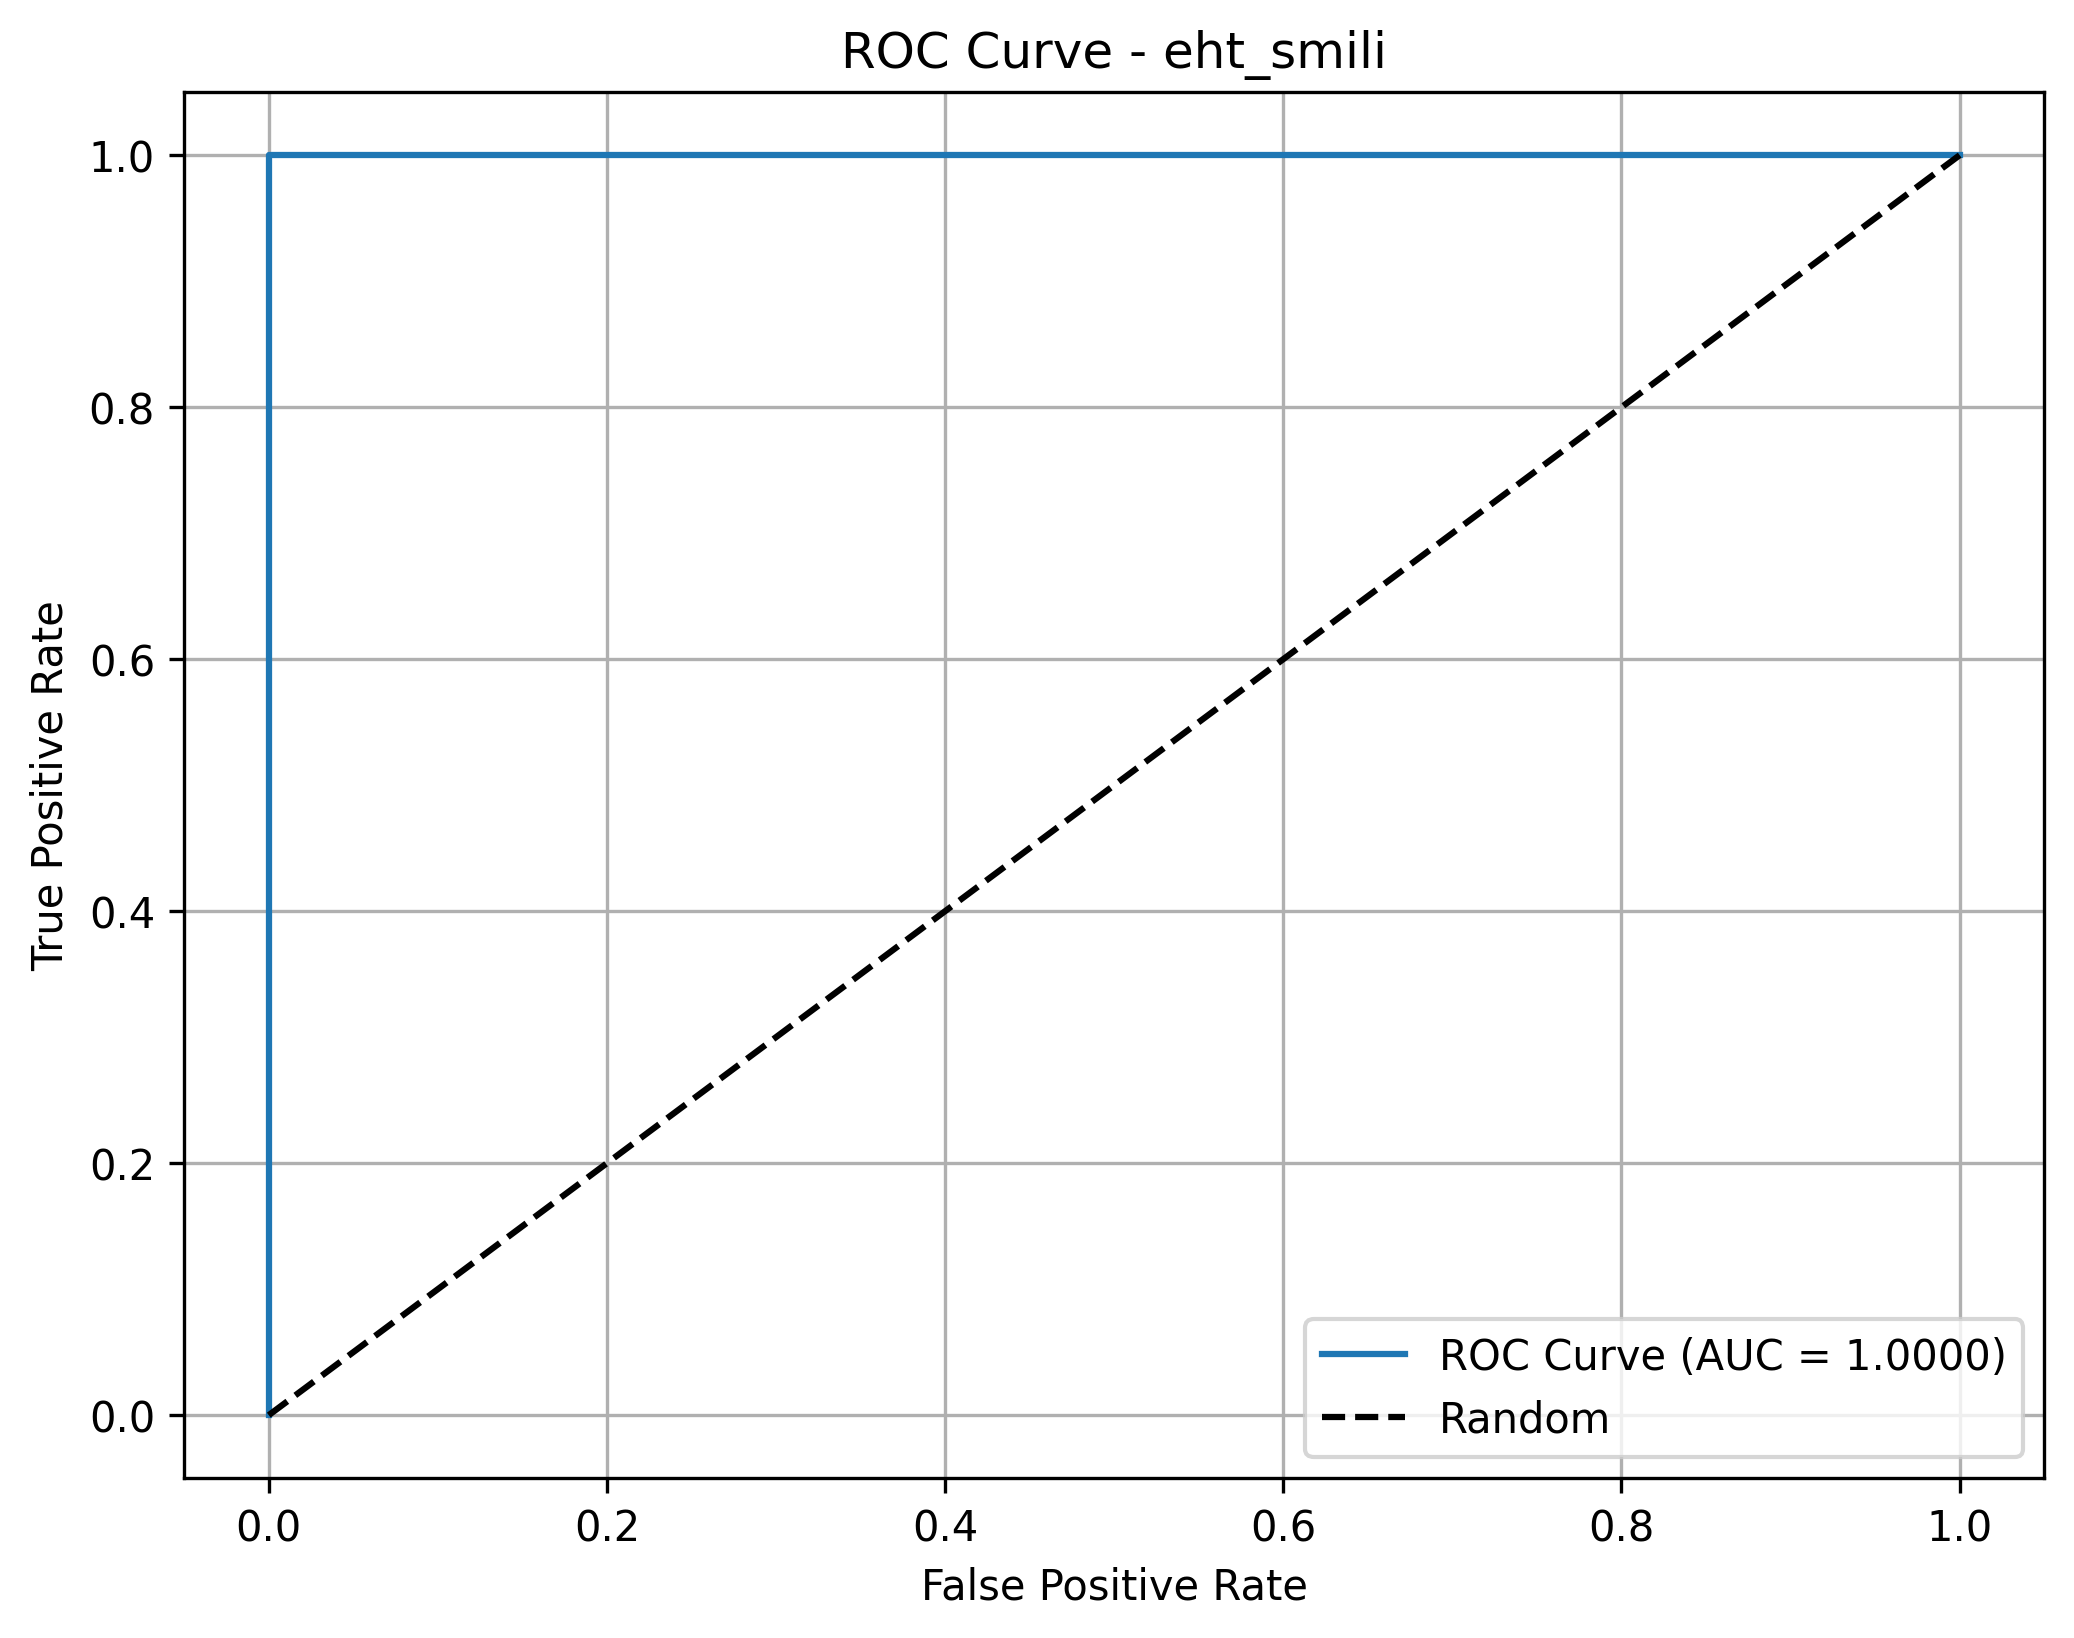 ROC Curve - eht_smili
True Positive Rate
1.0
0.8
0.6
0.4
0.2
0.0
ROC Curve (AUC = 1.0000)
Random
0.0 0.2 0.4 0.6 0.8 1.0
False Positive Rate